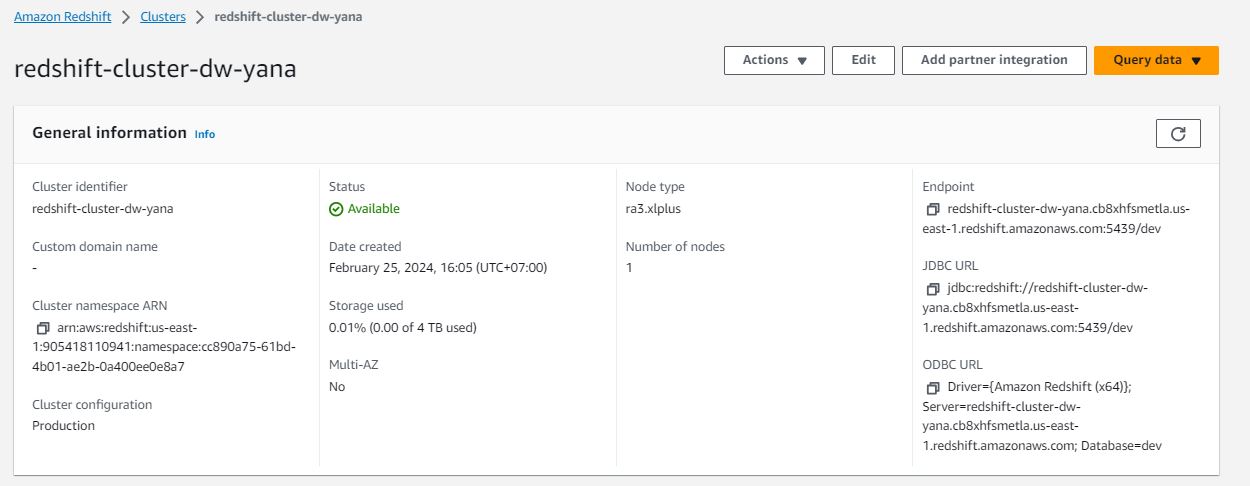 Amazon Redshift > Clusters > redshift-cluster-dw-yana
redshift-cluster-dw-yana
Actions
Edit
Add partner integration
Query data
General information Info
Cluster identifier
redshift-cluster-dw-yana
Custom domain name
-
Cluster namespace ARN
arn:aws:redshift:us-east-
1:905418110941:namespace:cc890a75-61bd-
4b01-ae2b-0a400ee0e8a7
Cluster configuration
Production
Status
Available
Date created
February 25, 2024, 16:05 (UTC+07:00)
Storage used
0.01% (0.00 of 4 TB used)
Multi-AZ
No
Node type
ra3.xlplus
Number of nodes
1
Endpoint
redshift-cluster-dw-yana.cb8xhfsmetla.us-
east-1.redshift.amazonaws.com:5439/dev
JDBC URL
jdbc:redshift://redshift-cluster-dw-
yana.cb8xhfsmetla.us-east-
1.redshift.amazonaws.com:5439/dev
ODBC URL
Driver={Amazon Redshift (x64)};
Server=redshift-cluster-dw-
yana.cb8xhfsmetla.us-east-
1.redshift.amazonaws.com; Database=dev